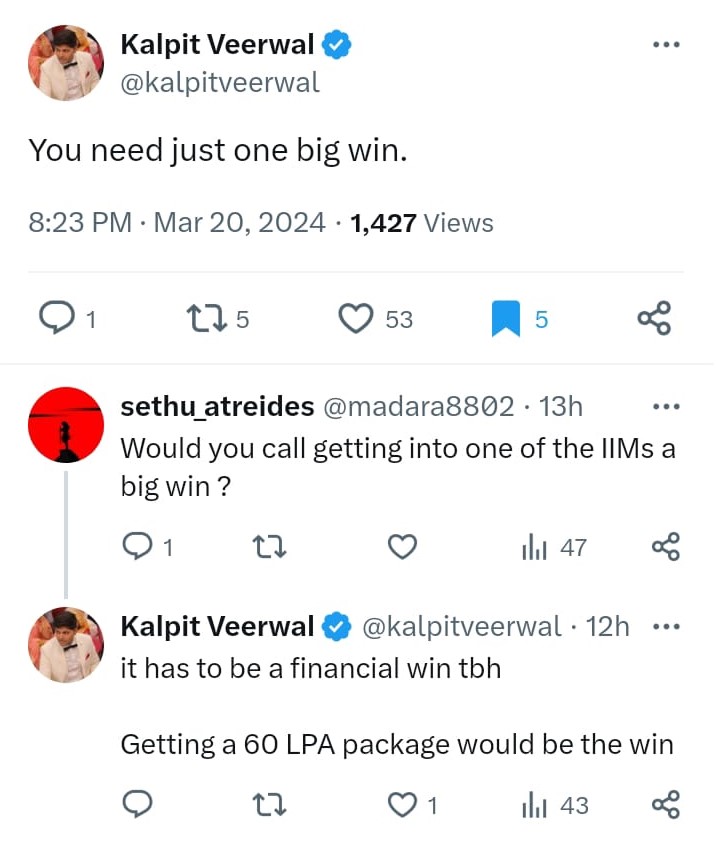 Kalpit Veerwal
@kalpitveerwal
You need just one big win.
8:23 PM · Mar 20, 2024 · 1,427 Views
1 5 53 5
sethu_atreides @madara8802 · 13h
Would you call getting into one of the IIMs a
big win ?
1 47
Kalpit Veerwal @kalpitveerwal · 12h
it has to be a financial win tbh
Getting a 60 LPA package would be the win
1 43